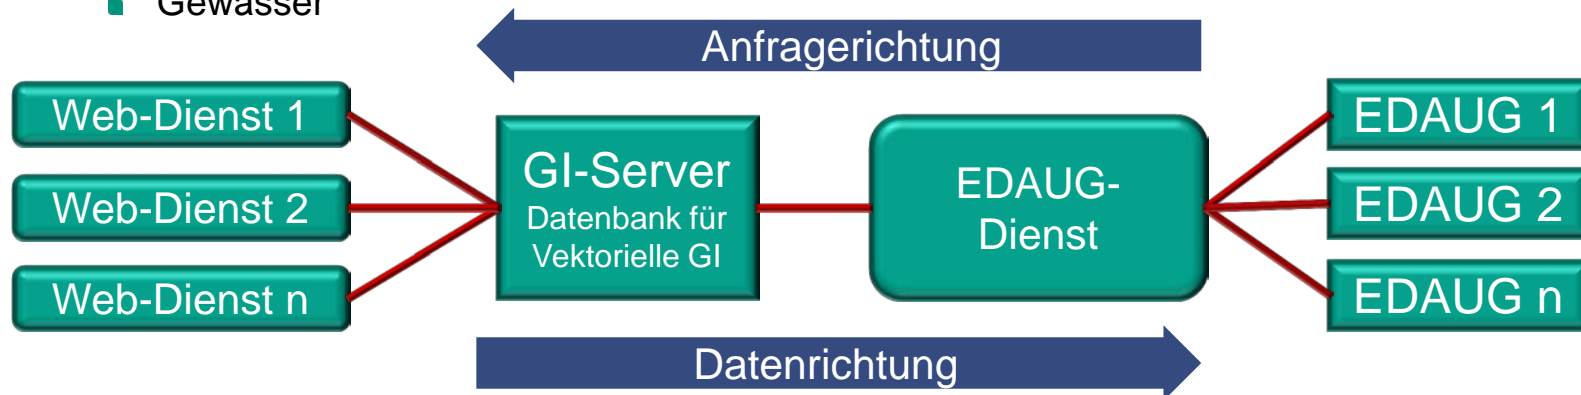 Gewässer
Anfragerichtung
Web-Dienst 1
Web-Dienst 2
Web-Dienst n
GI-Server
Datenbank für
Vektorielle GI
EDAUG-
Dienst
EDAUG 1
EDAUG 2
EDAUG n
Datenrichtung